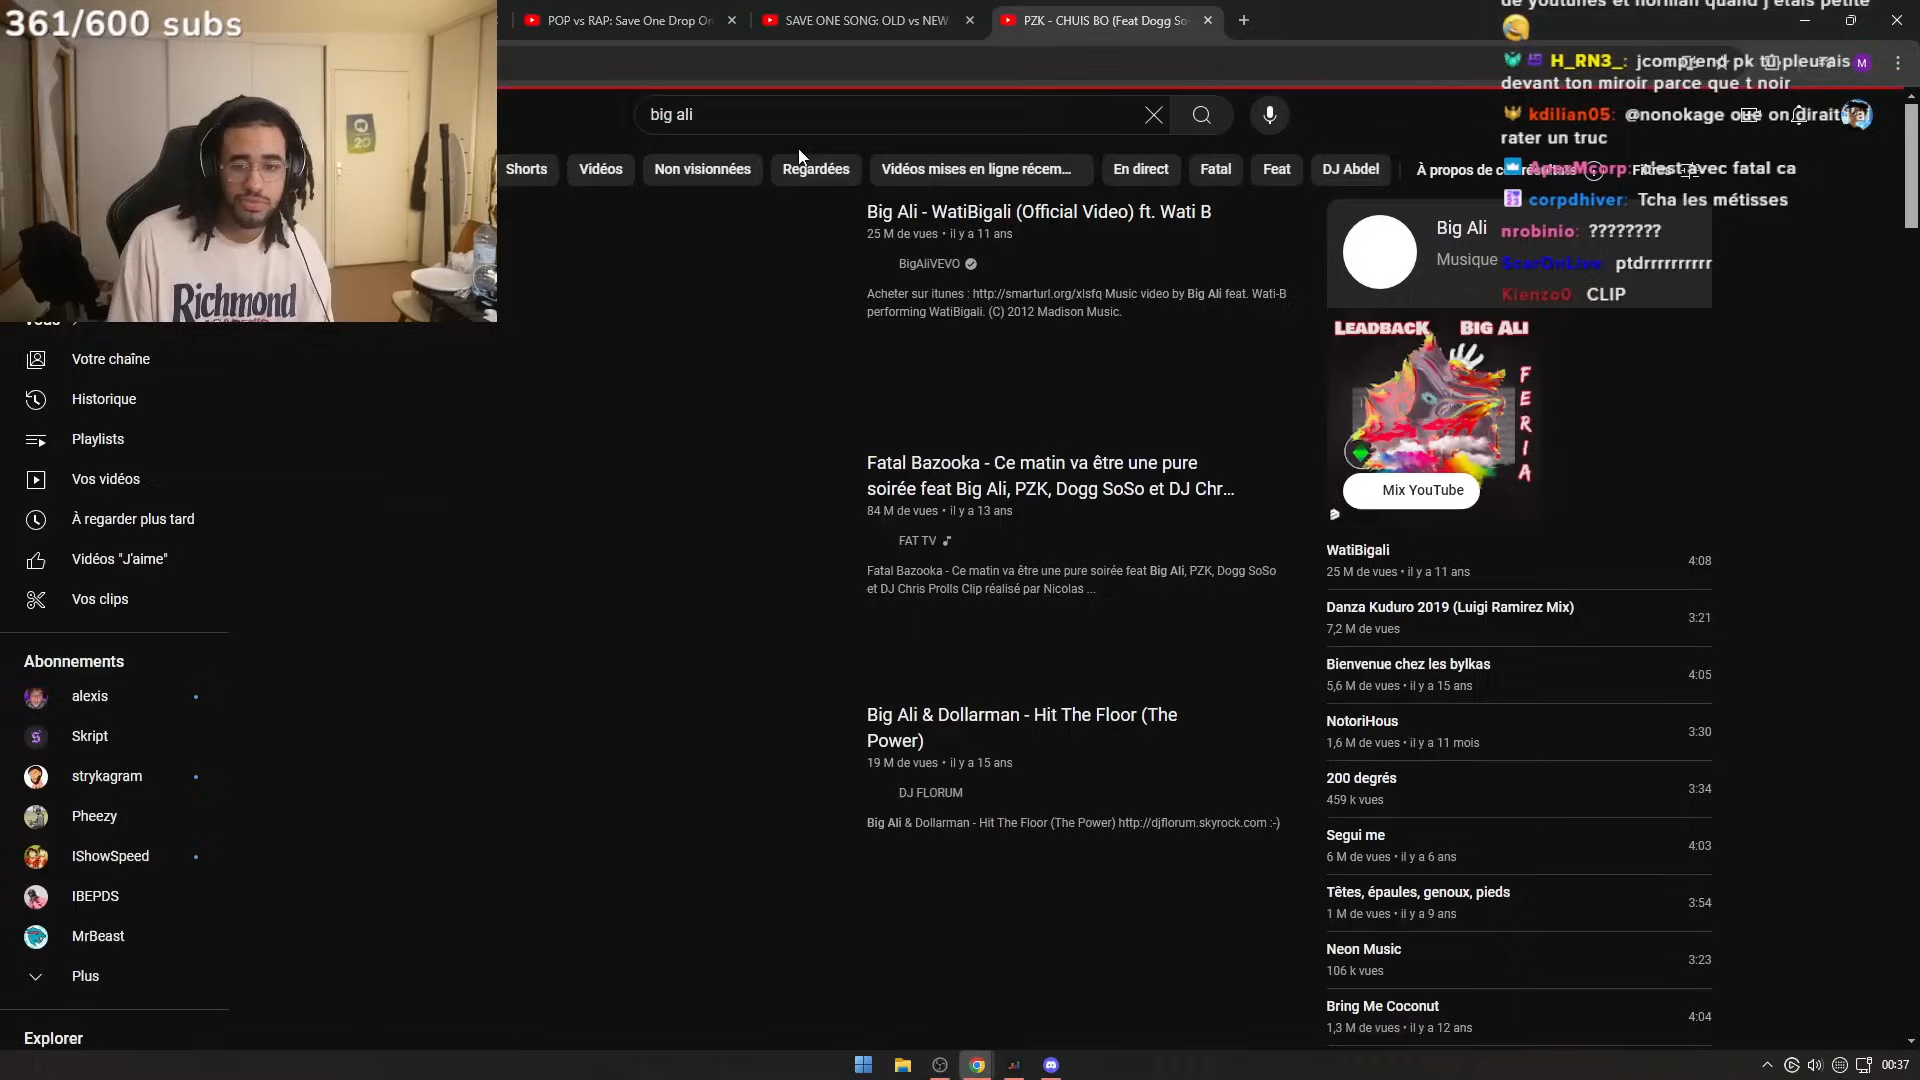 361/600 subs
POP vs RAP: Save One Drop On
SAVE ONE SONG: OLD vs NEW
PZK - CHUIS BO (Feat Dogg So
de youtubes et norman quand j'étais petite
H_RN3_: jcomprend pk tu pleurais
devant ton miroir parce que t noir
kdilian05: @nonokage
rater un truc
c'est avec fatal ca
corpdhiver: Tcha les métisses
nrobinio: ????????
ScarOnLive: ptdrrrrrrrrrr
Kienzo0: CLIP
M
big ali
Shorts
Vidéos
Non visionnées
Regardées
Vidéos mises en ligne récem...
En direct
Fatal
Feat
DJ Abdel
20
Richmond
Vous
Votre chaîne
Historique
Playlists
Vos vidéos
À regarder plus tard
Vidéos "J'aime"
Vos clips
Abonnements
alexis
Skript
strykagram
Pheezy
IShowSpeed
IBEPDS
MrBeast
Plus
Explorer
Big Ali - WatiBigali (Official Video) ft. Wati B
25 M de vues • il y a 11 ans
BigAliVEVO
Acheter sur itunes : http://smarturl.org/xlsfq Music video by Big Ali feat. Wati-B
performing WatiBigali. (C) 2012 Madison Music.
Fatal Bazooka - Ce matin va être une pure
soirée feat Big Ali, PZK, Dogg SoSo et DJ Chr...
84 M de vues • il y a 13 ans
FAT TV
Fatal Bazooka - Ce matin va être une pure soirée feat Big Ali, PZK, Dogg SoSo
et DJ Chris Prolls Clip réalisé par Nicolas ...
Big Ali & Dollarman - Hit The Floor (The
Power)
19 M de vues • il y a 15 ans
DJ FLORUM
Big Ali & Dollarman - Hit The Floor (The Power) http://djflorum.skyrock.com :-)
Big Ali
Musique
LEADBACK BIG ALI
FERIA
Mix YouTube
WatiBigali
25 M de vues • il y a 11 ans
4:08
Danza Kuduro 2019 (Luigi Ramirez Mix)
7,2 M de vues
3:21
Bienvenue chez les bylkas
5,6 M de vues • il y a 15 ans
4:05
NotoriHous
1,6 M de vues • il y a 11 mois
3:30
200 degrés
459 k vues
3:34
Segui me
6 M de vues • il y a 6 ans
4:03
Têtes, épaules, genoux, pieds
1 M de vues • il y a 9 ans
3:54
Neon Music
106 k vues
3:23
Bring Me Coconut
1,3 M de vues • il y a 12 ans
4:04
00:37